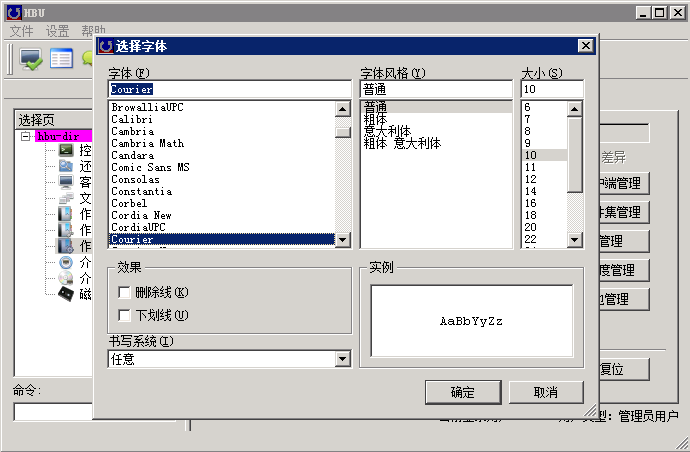 HBU
文件 设置 帮助
选择字体
字体(F)
字体风格(Y)
大小(S)
Courier
普通
10
BrowalliaUPC
Calibri
Cambria
Cambria Math
Candara
Comic Sans MS
Consolas
Constantia
Corbel
Cordia New
CordiaUPC
Courier
普通
粗体
意大利体
粗体 意大利体
6
7
8
9
10
11
12
14
16
18
20
22
效果
删除线(K)
下划线(U)
书写系统(I)
任意
实例
AaBbYyZz
确定
取消
选择页
hbu-dir
控
还
客
文
作
作
作
介
介
磁
命令:
差异
户端管理
件集管理
管理
度管理
管理
复位
管理员用户